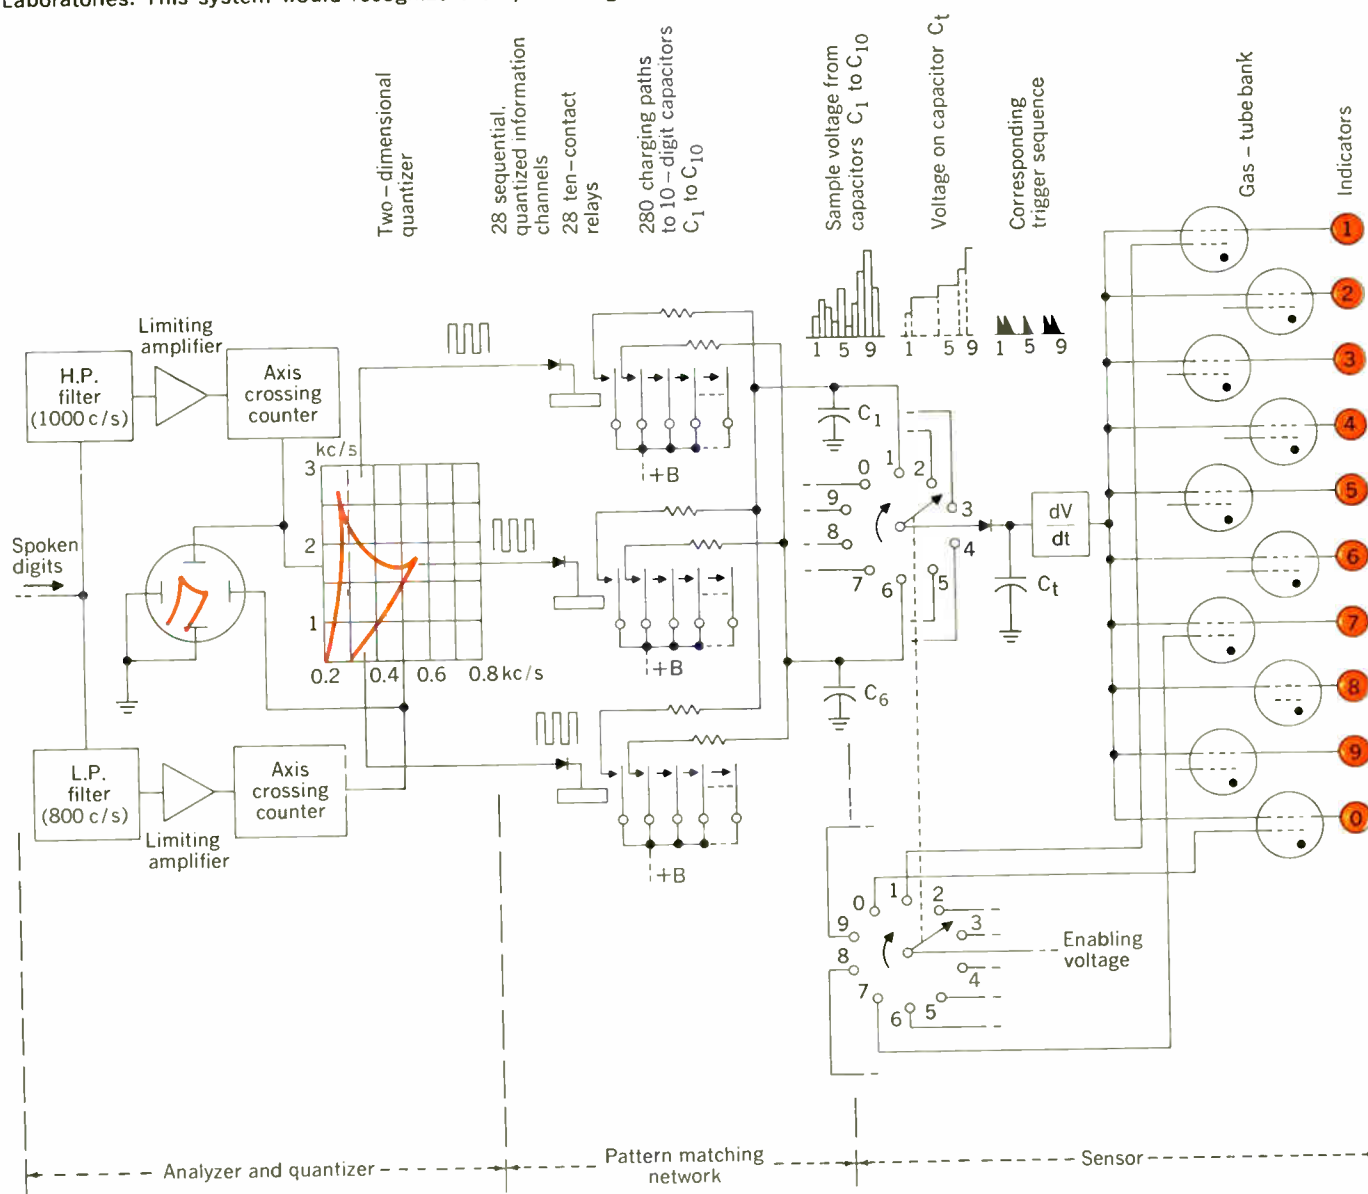 Laboratories. This system would
Two-dimensional
quantizer
28 sequential,
quantized information
channels
28 ten-contact
relays
280 charging paths
to 10-digit capacitors
C1 to C10
Sample voltage from
capacitors C1 to C10
Voltage on capacitor Ct
Corresponding
trigger sequence
Gas-tube bank
Indicators
1 5 9
1 5 9
1 5 9
H.P.
filter
(1000 c/s)
Limiting
amplifier
Axis
crossing
counter
kc/s
3
2
1
0.2 0.4 0.6 0.8 kc/s
Spoken
digits
L.P.
filter
(800 c/s)
Limiting
amplifier
Axis
crossing
counter
+B
+B
+B
C1
C6
0 1 2
9 3
8 4
7 6 5
dV
dt
Ct
1
2
3
4
5
6
7
8
9
0
0 1 2
9 3
8 4
7 6 5
Enabling
voltage
Analyzer and quantizer
Pattern matching
network
Sensor